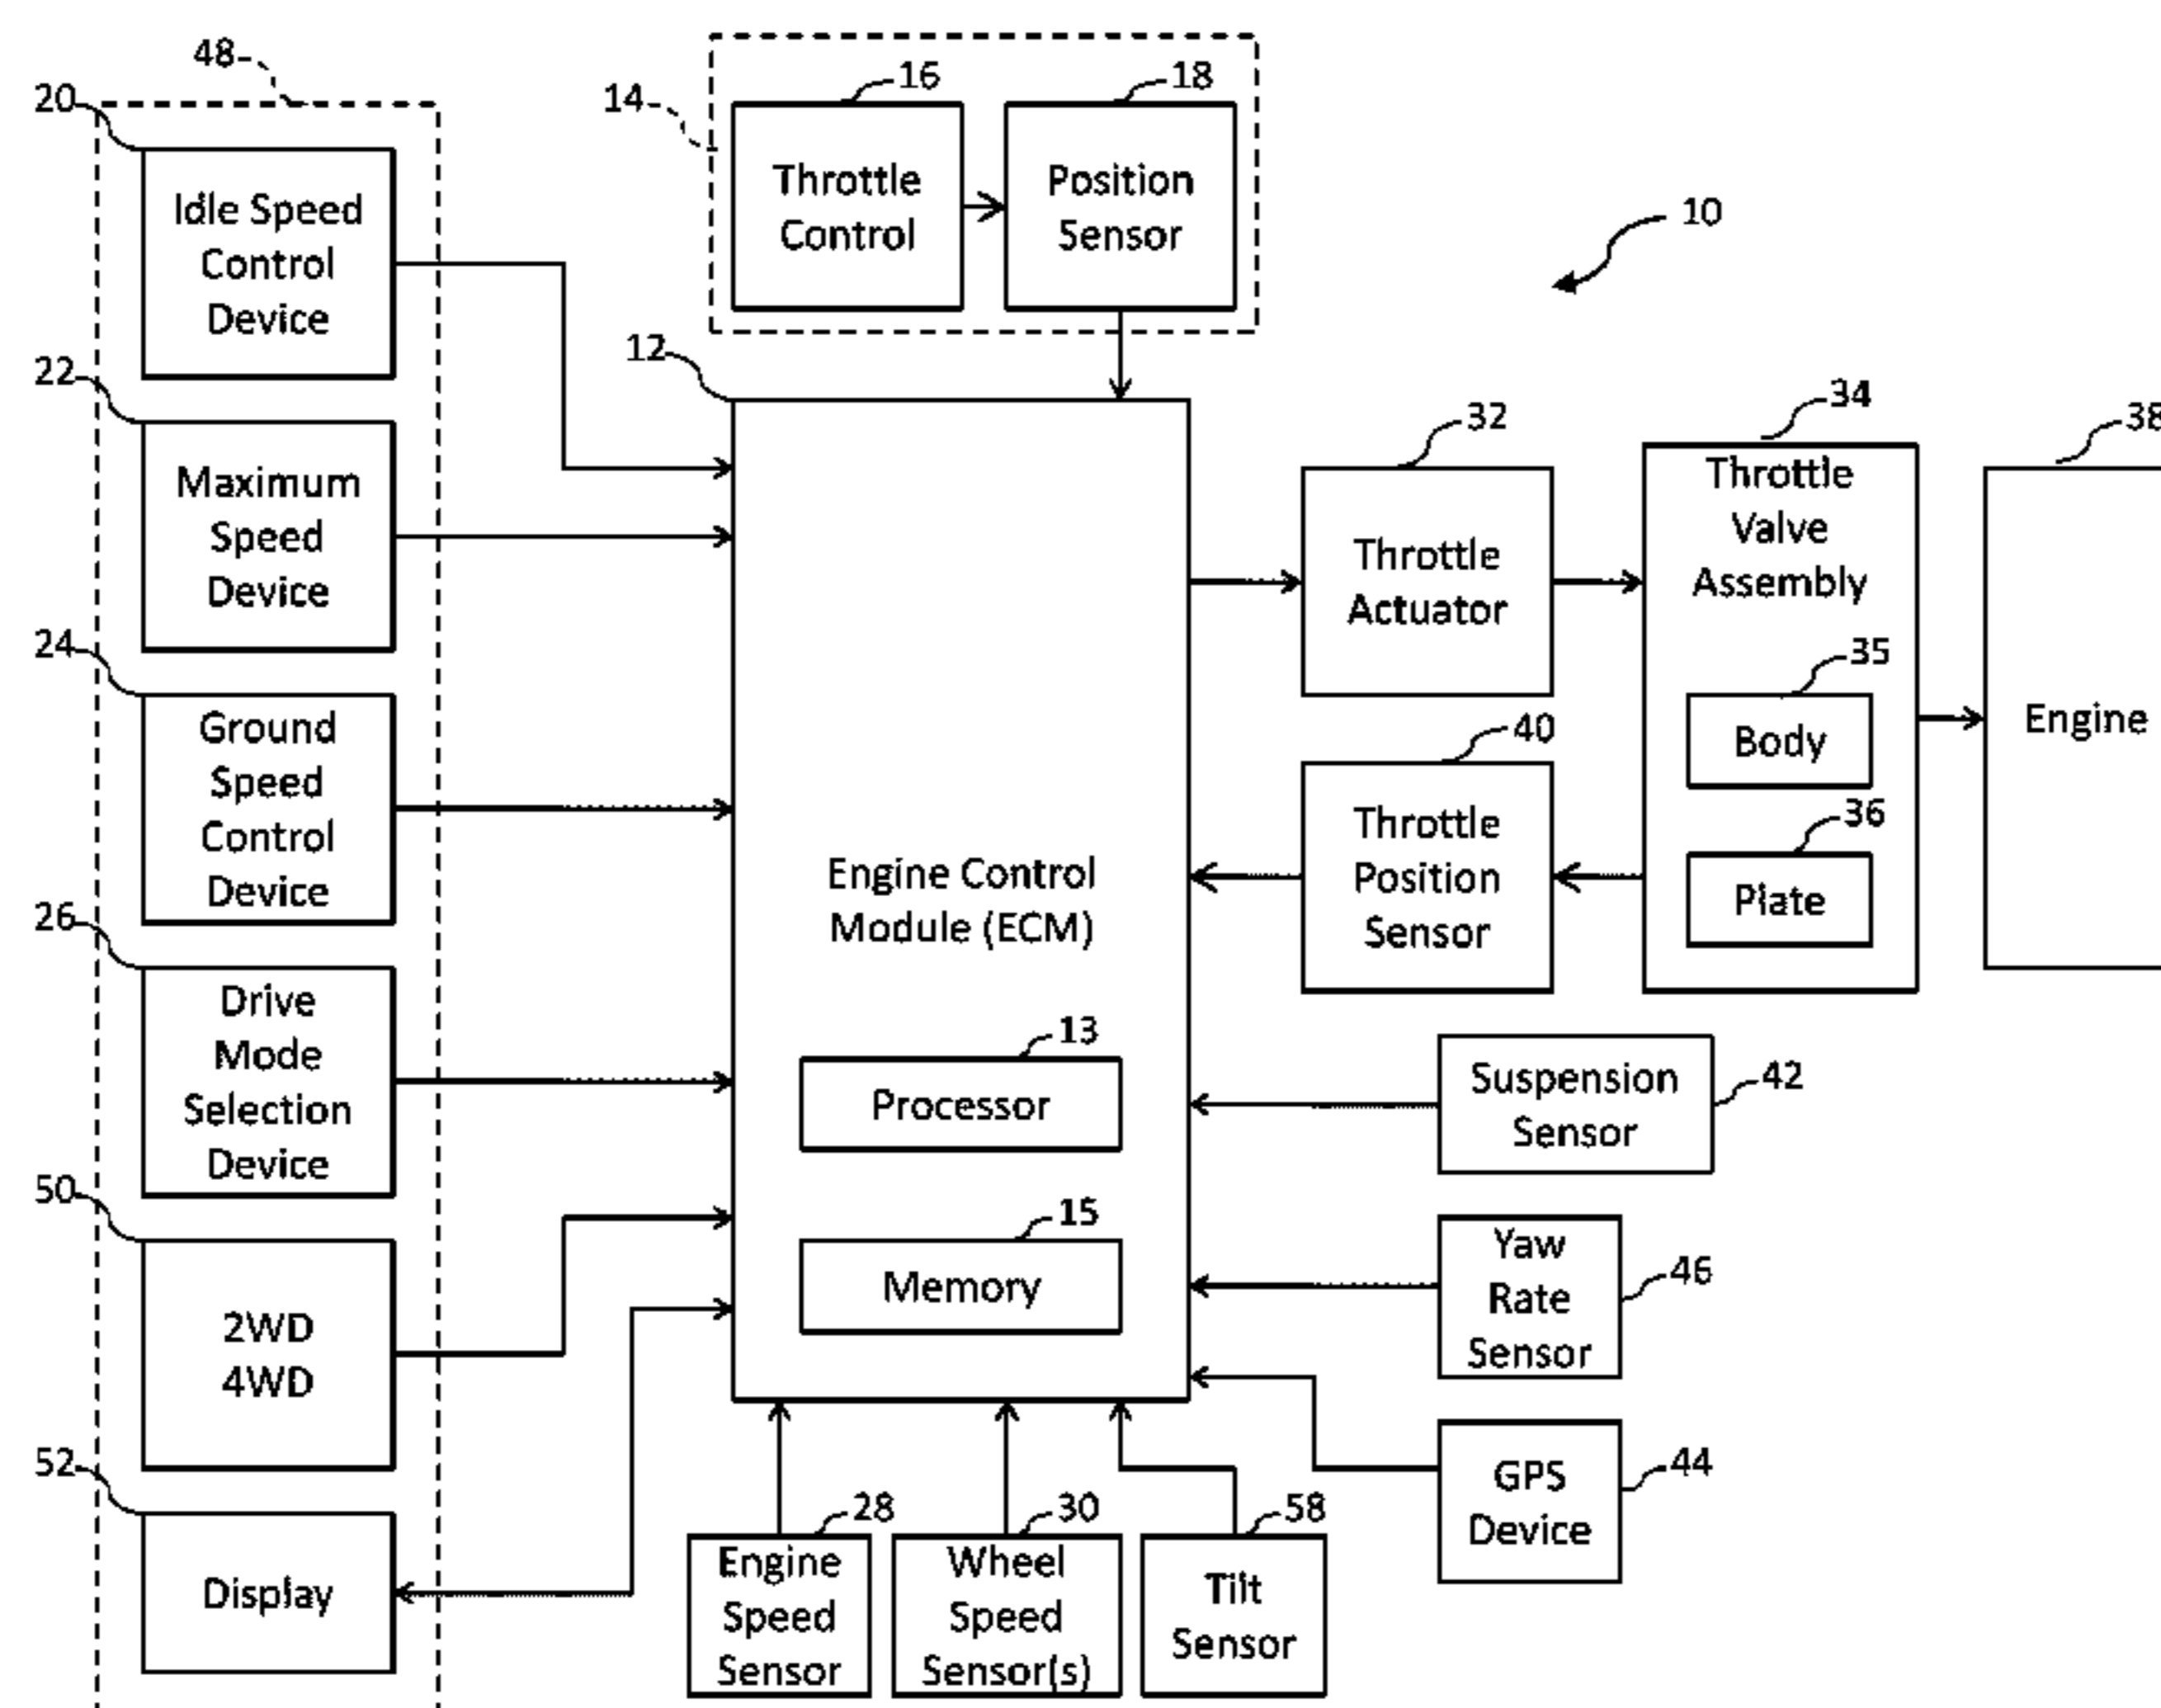 48
20
Idle Speed
Control
Device
22
Maximum
Speed
Device
24
Ground
Speed
Control
Device
26
Drive
Mode
Selection
Device
50
2WD
4WD
52
Display
14
16
Throttle
Control
18
Position
Sensor
10
12
Engine Control
Module (ECM)
13
Processor
15
Memory
32
Throttle
Actuator
34
Throttle
Valve
Assembly
35
Body
36
Plate
38
Engine
40
Throttle
Position
Sensor
42
Suspension
Sensor
46
Yaw
Rate
Sensor
44
GPS
Device
28
Engine
Speed
Sensor
30
Wheel
Speed
Sensor(s)
58
Tilt
Sensor